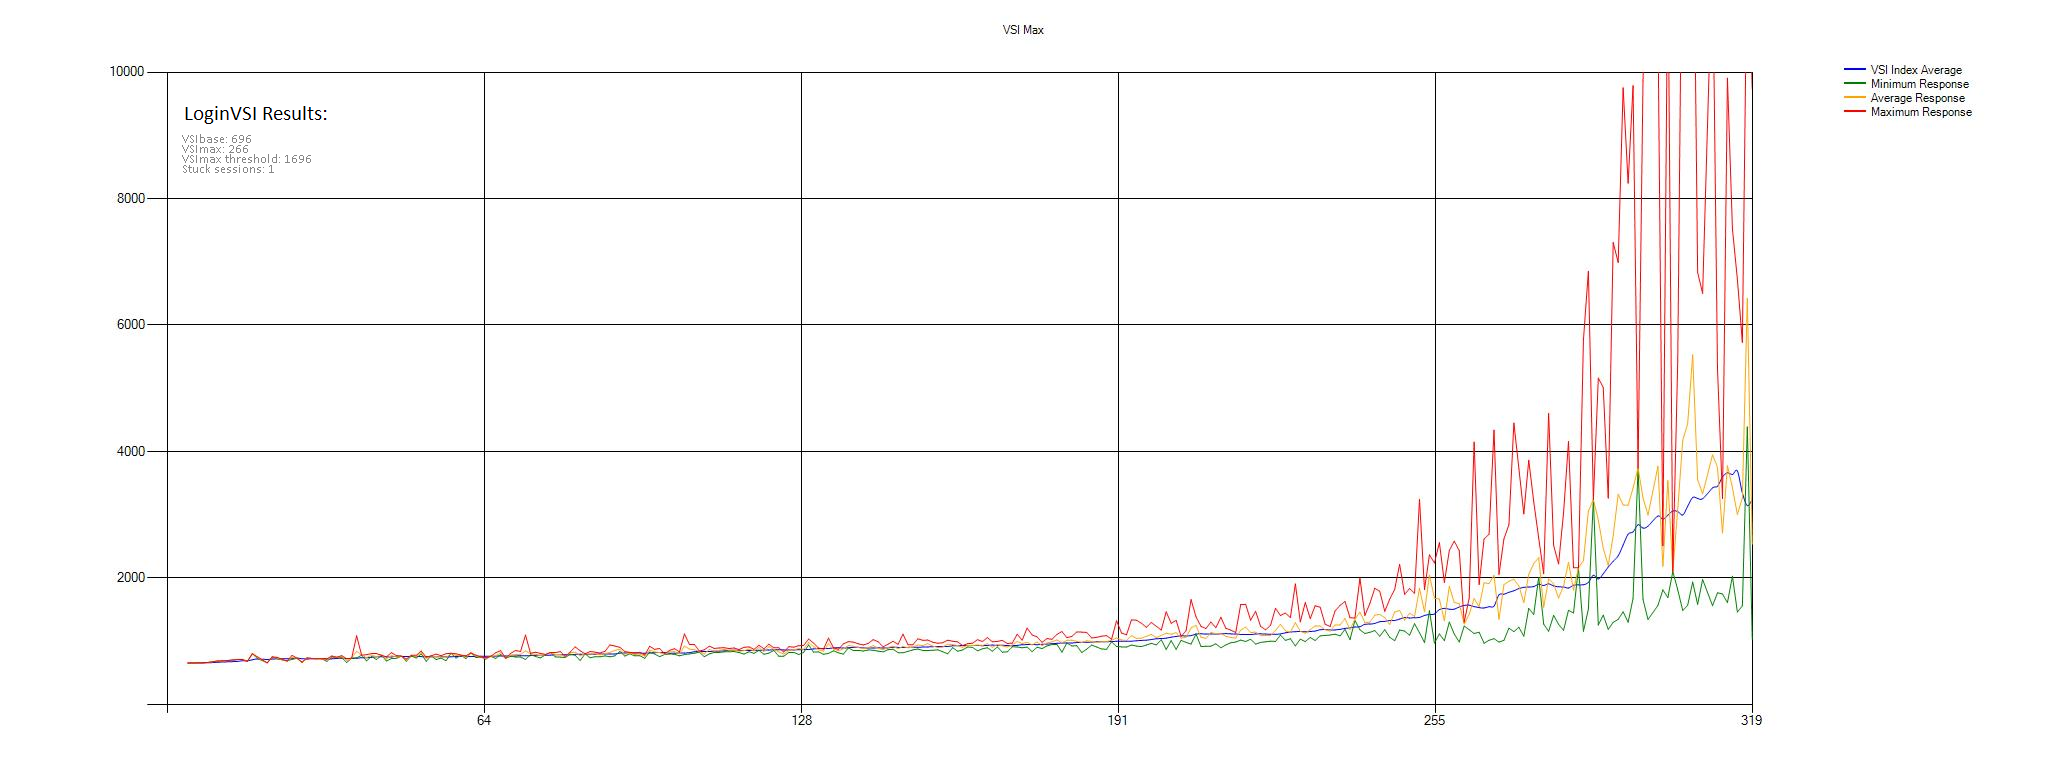 VSI Max
10000
8000
6000
4000
2000
LoginVSI Results:
VSIbase: 696
VSImax: 266
VSImax threshold: 1696
Stuck sessions: 1
VSI Index Average
Minimum Response
Average Response
Maximum Response
64
128
191
255
319